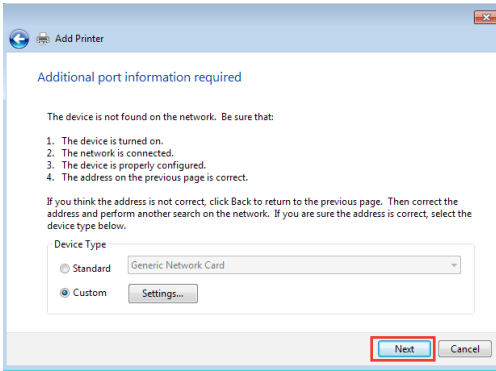 Add Printer
Additional port information required
The device is not found on the network. Be sure that:
1. The device is turned on.
2. The network is connected.
3. The device is properly configured.
4. The address on the previous page is correct.
If you think the address is not correct, click Back to return to the previous page. Then correct the
address and perform another search on the network. If you are sure the address is correct, select the
device type below.
Device Type
Standard Generic Network Card
Custom Settings...
Next Cancel